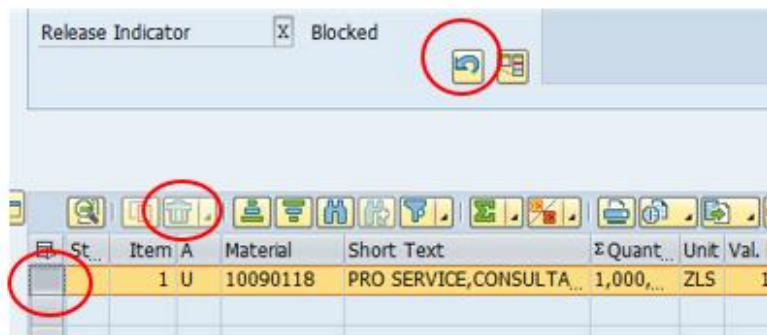 Release Indicator X Blocked
St... Item A Material Short Text ΣQuant... Unit Val.
1 U 10090118 PRO SERVICE,CONSULTA... 1,000,... ZLS 1